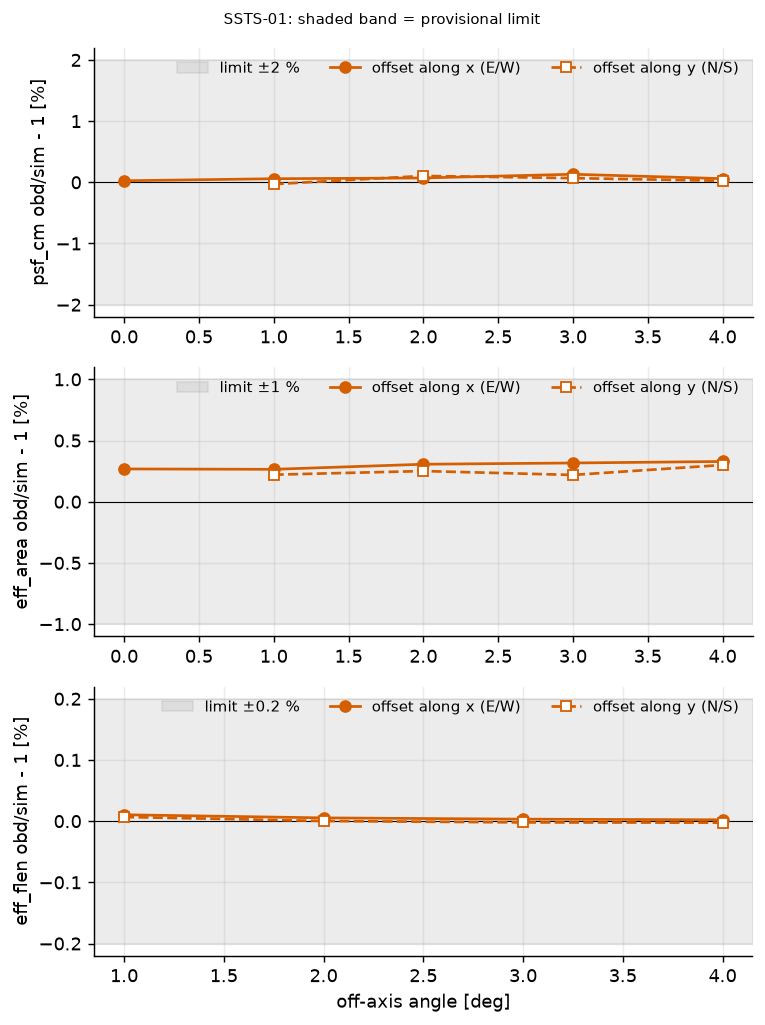 SSTS-01: shaded band = provisional limit
limit ±2 % offset along x (E/W) offset along y (N/S)
psf_cm obd/sim - 1 [%]
2
1
0
−1
−2
0.0 0.5 1.0 1.5 2.0 2.5 3.0 3.5 4.0
limit ±1 % offset along x (E/W) offset along y (N/S)
eff_area obd/sim - 1 [%]
1.0
0.5
0.0
−0.5
−1.0
0.0 0.5 1.0 1.5 2.0 2.5 3.0 3.5 4.0
limit ±0.2 % offset along x (E/W) offset along y (N/S)
eff_flen obd/sim - 1 [%]
0.2
0.1
0.0
−0.1
−0.2
1.0 1.5 2.0 2.5 3.0 3.5 4.0
off-axis angle [deg]